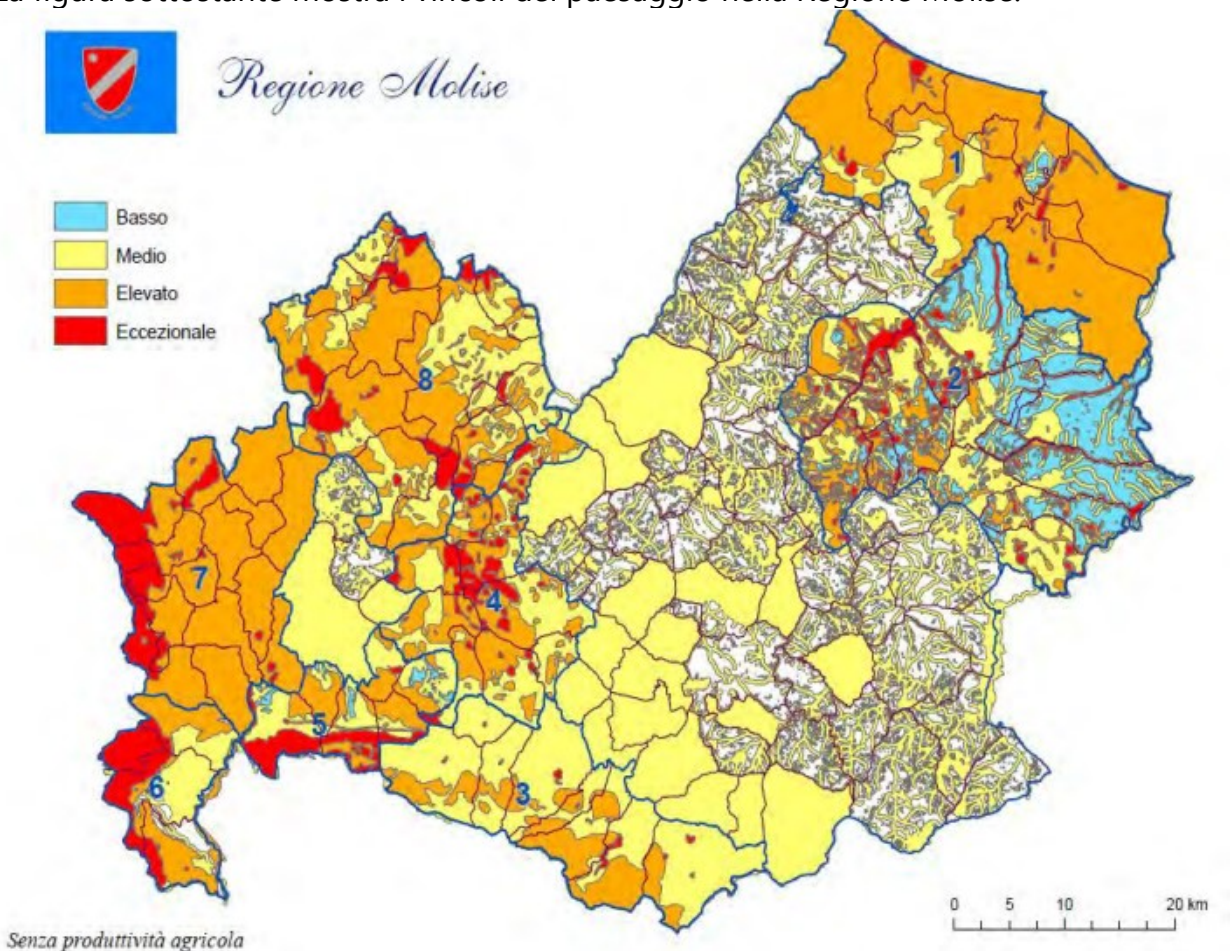 La figura sottostante mostra i vincoli del paesaggio nella Regione Molise.
Regione Molise
Basso
Medio
Elevato
Eccezionale
1
2
8
7
4
5
3
6
0 5 10 20 km
Senza produttività agricola